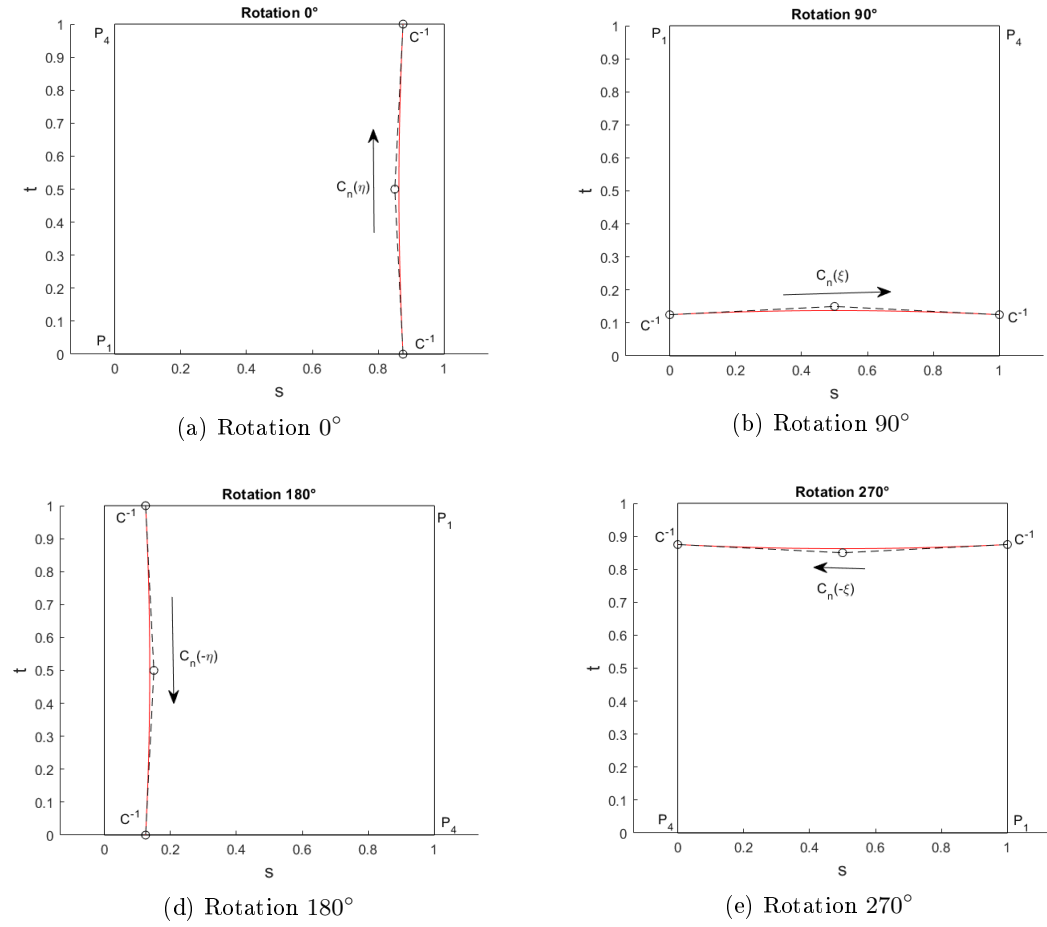 Rotation 0°
1
0.9
0.8
0.7
0.6
0.5
0.4
0.3
0.2
0.1
0
t
P4
P1
C-1
C-1
Cn(η)
0 0.2 0.4 0.6 0.8 1
s
(a) Rotation 0°
Rotation 90°
1
0.9
0.8
0.7
0.6
0.5
0.4
0.3
0.2
0.1
0
t
P1
P4
Cn(ξ)
C-1
C-1
0 0.2 0.4 0.6 0.8 1
s
(b) Rotation 90°
Rotation 180°
1
0.9
0.8
0.7
0.6
0.5
0.4
0.3
0.2
0.1
0
t
C-1
P1
Cn(-η)
C-1
P4
0 0.2 0.4 0.6 0.8 1
s
(d) Rotation 180°
Rotation 270°
1
0.9
0.8
0.7
0.6
0.5
0.4
0.3
0.2
0.1
0
t
C-1
C-1
Cn(-ξ)
P4
P1
0 0.2 0.4 0.6 0.8 1
s
(e) Rotation 270°